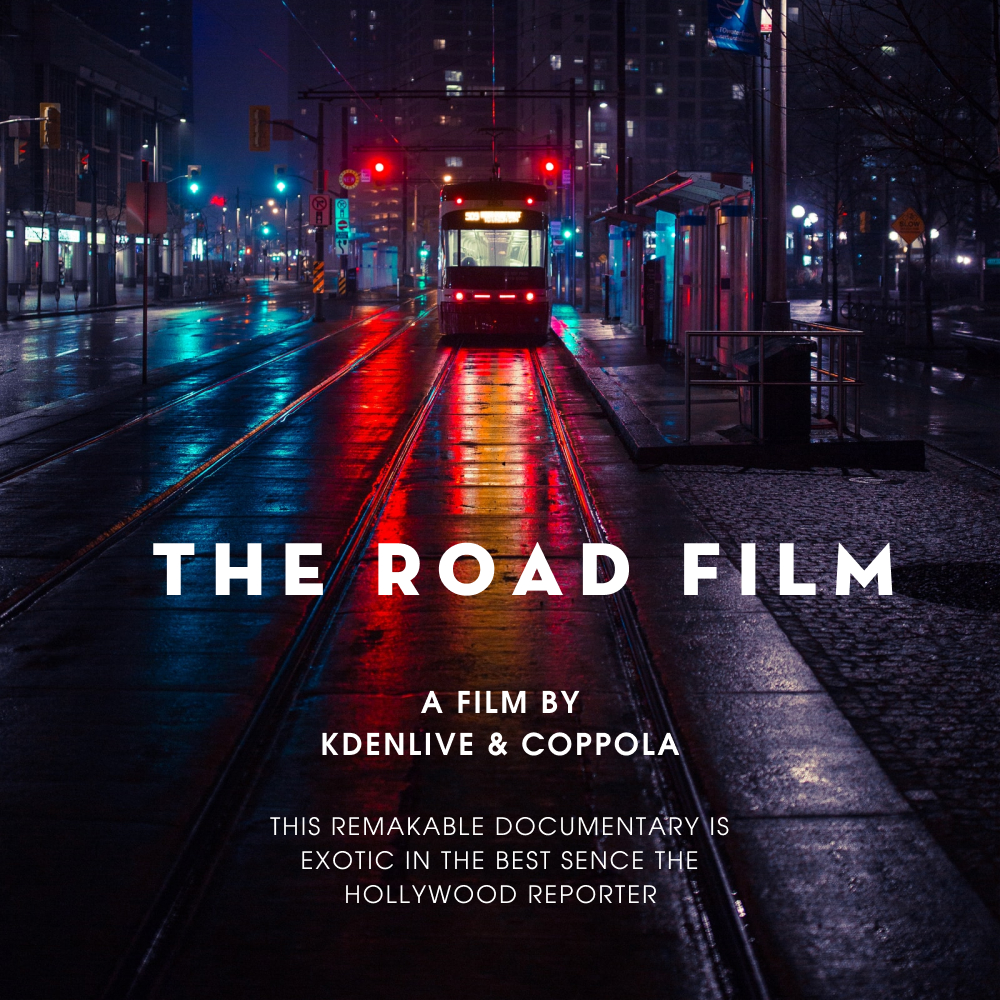 THE ROAD FILM
A FILM BY
KDENLIVE & COPPOLA
THIS REMAKABLE DOCUMENTARY IS
EXOTIC IN THE BEST SENCE THE
HOLLYWOOD REPORTER